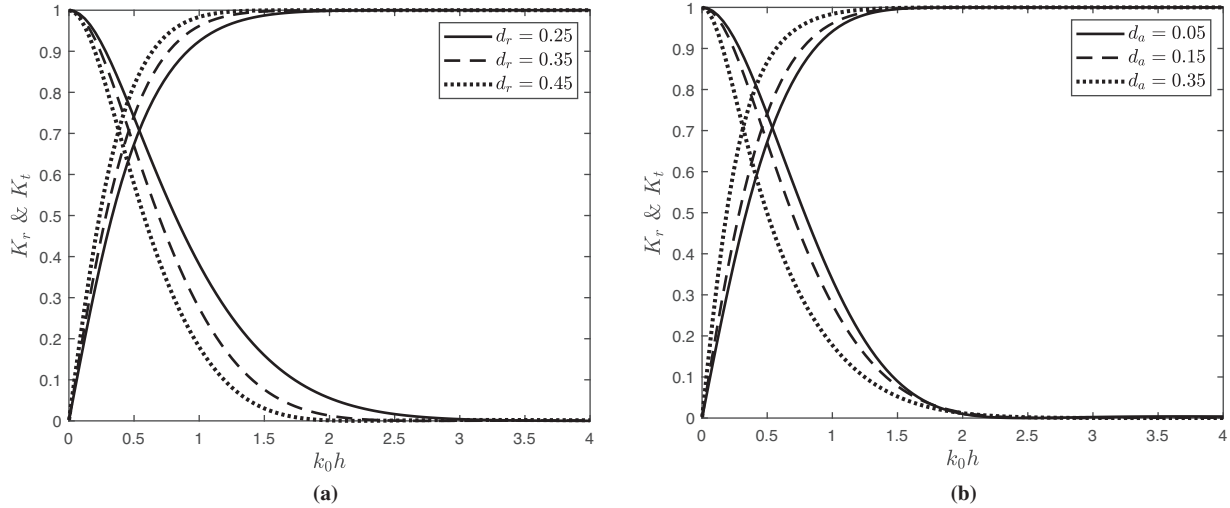 1
0.9
0.8
0.7
0.6
0.5
0.4
0.3
0.2
0.1
0
K_r & K_t
d_r = 0.25
d_r = 0.35
d_r = 0.45
0 0.5 1 1.5 2 2.5 3 3.5 4
k_0h
(a)
1
0.9
0.8
0.7
0.6
0.5
0.4
0.3
0.2
0.1
0
K_r & K_t
d_a = 0.05
d_a = 0.15
d_a = 0.35
0 0.5 1 1.5 2 2.5 3 3.5 4
k_0h
(b)